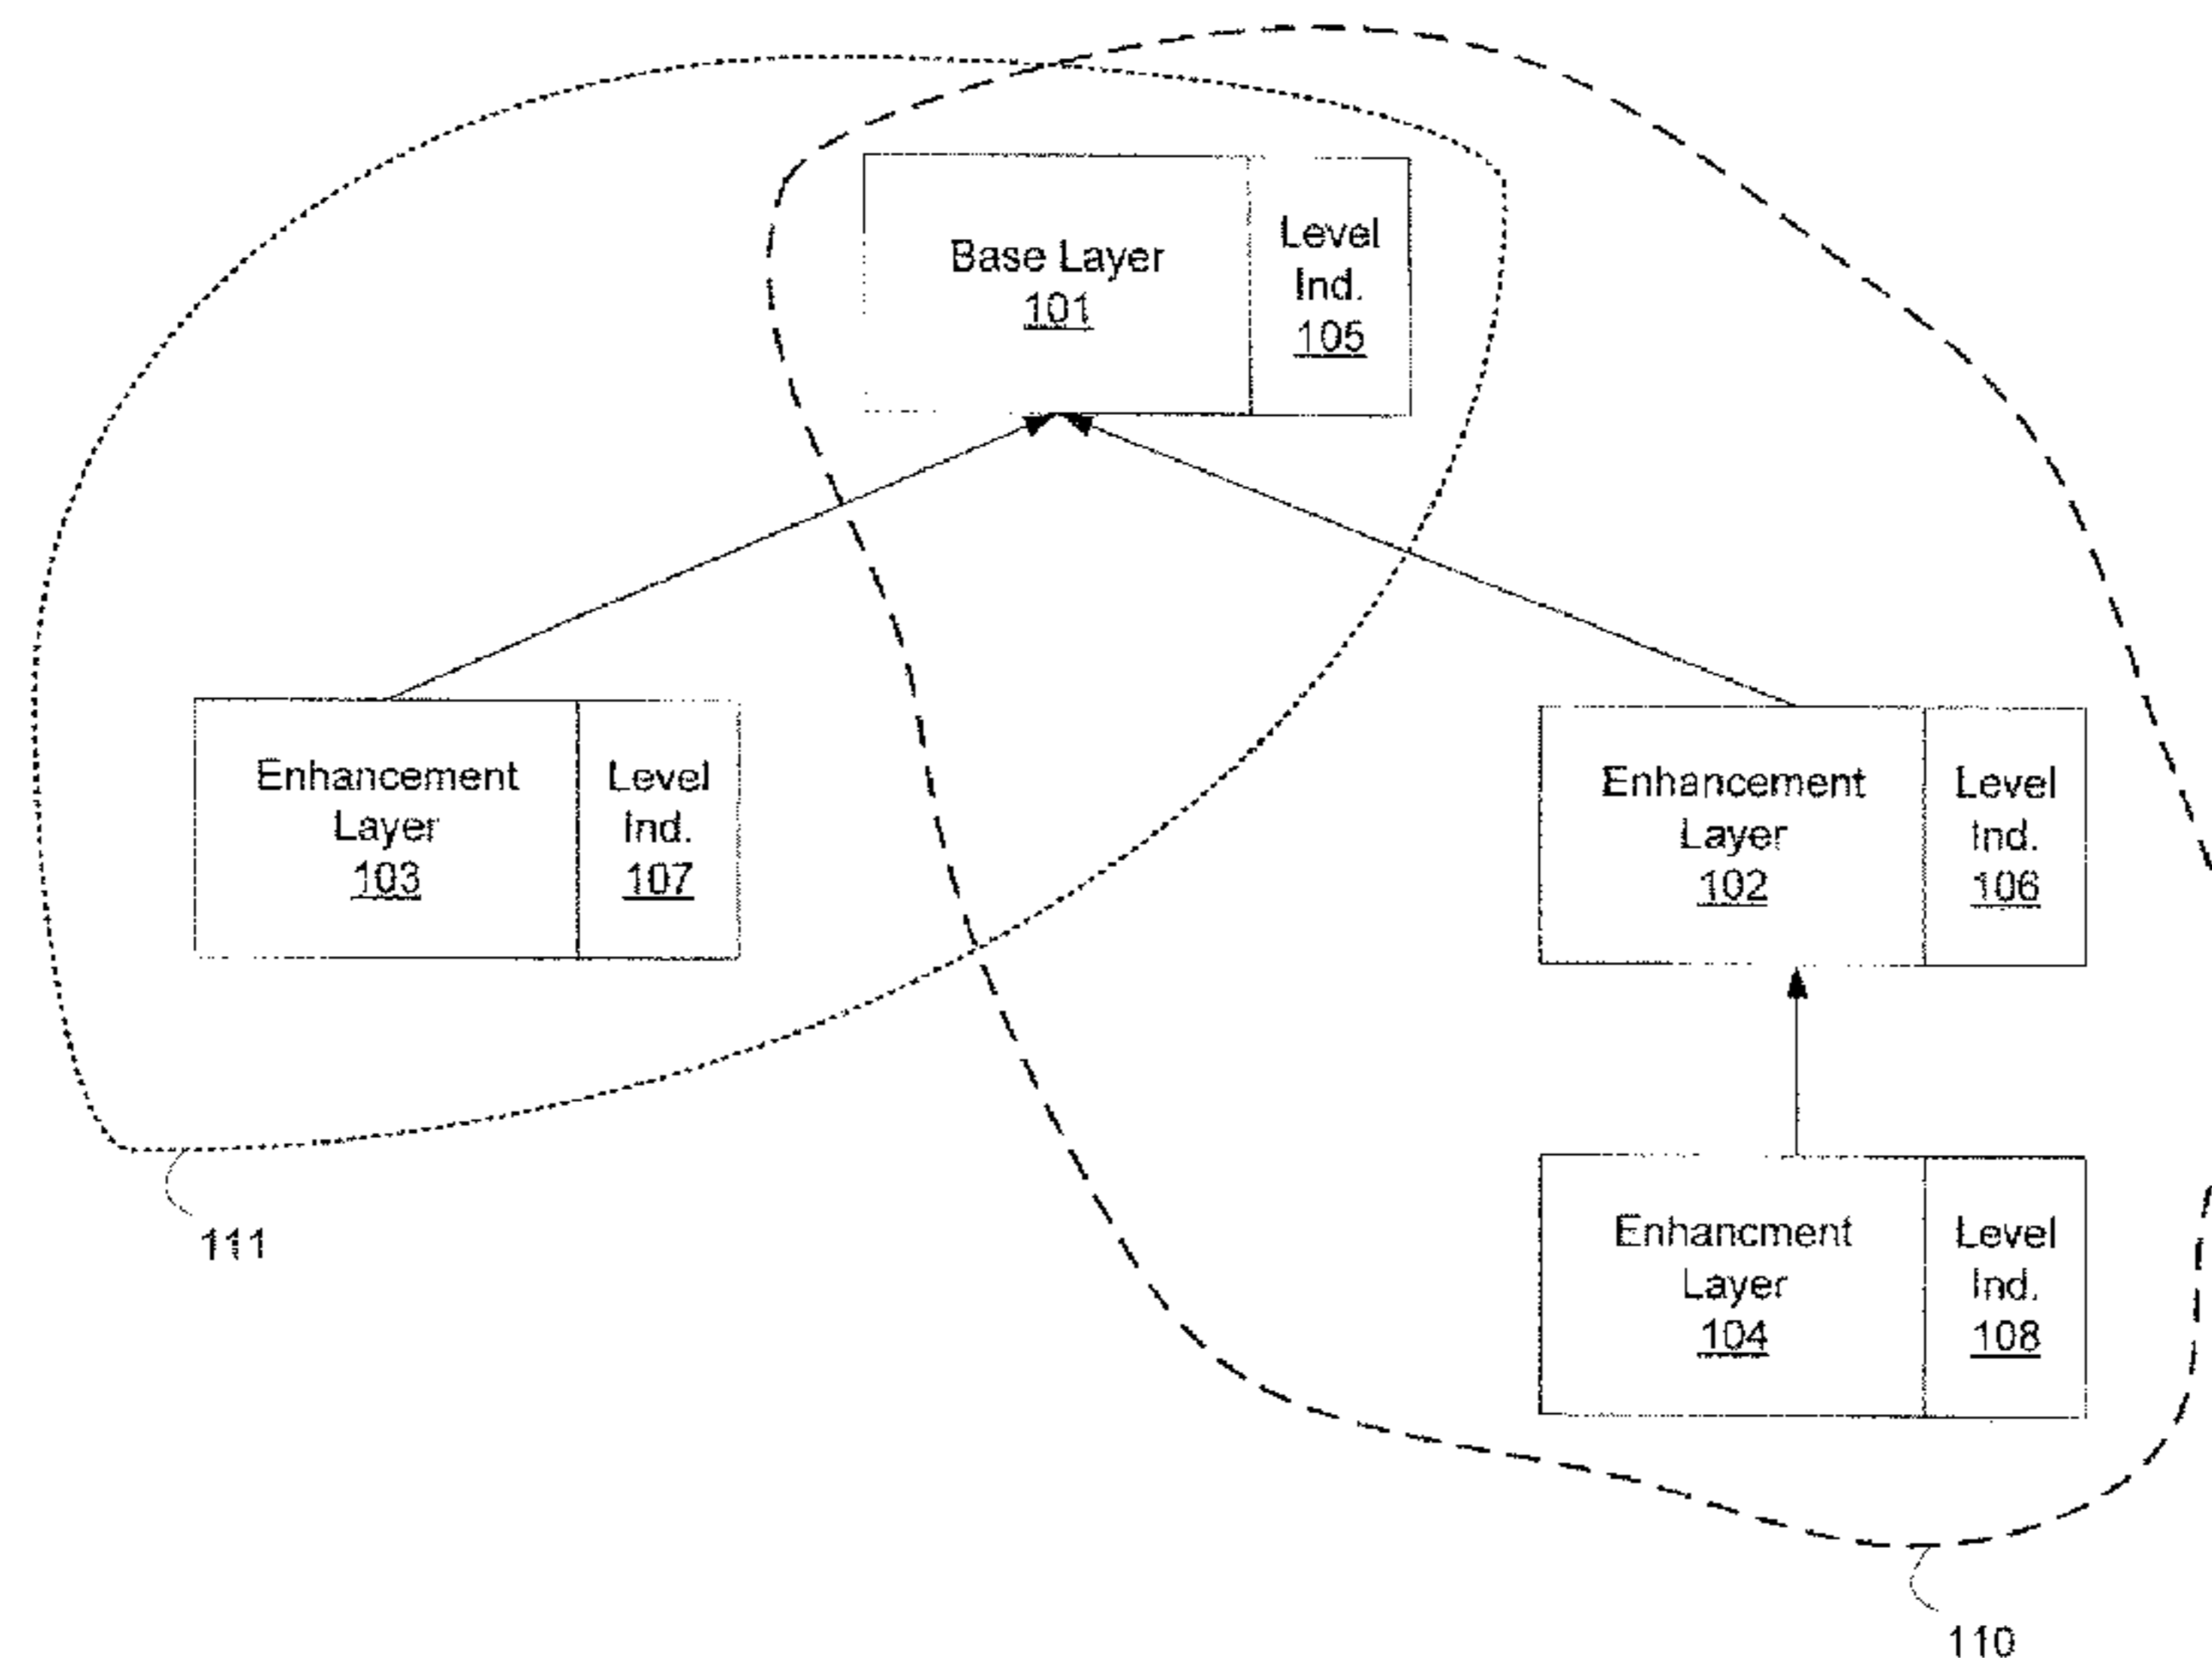 Base Layer
101
Level
Ind.
105
Enhancement
Layer
103
Level
Ind.
107
Enhancement
Layer
102
Level
Ind.
106
111
Enhancment
Layer
104
Level
Ind.
108
110